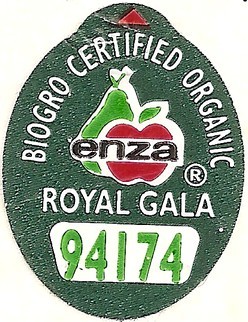 BIOGRO CERTIFIED ORGANIC
enza
®
ROYAL GALA
94174